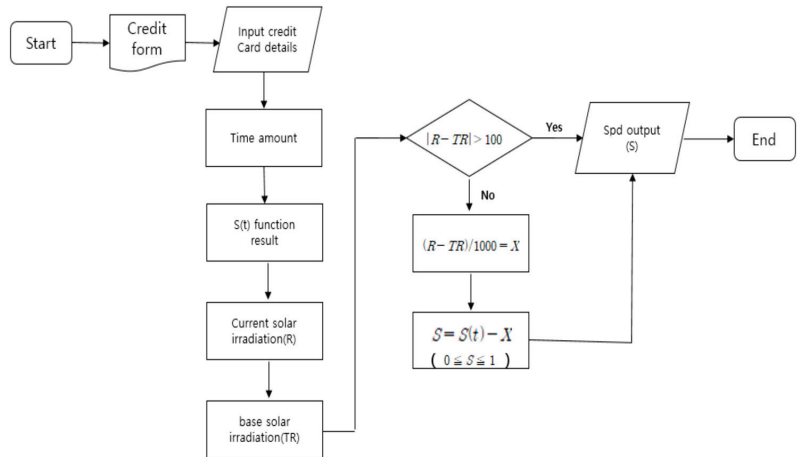 Start
Credit
form
Input credit
Card details
Time amount
S(t) function
result
Current solar
irradiation(R)
base solar
irradiation(TR)
|R−TR|>100
Yes
No
(R−TR)/1000=X
S=S(t)−X
( 0≦S≦1 )
Spd output
(S)
End